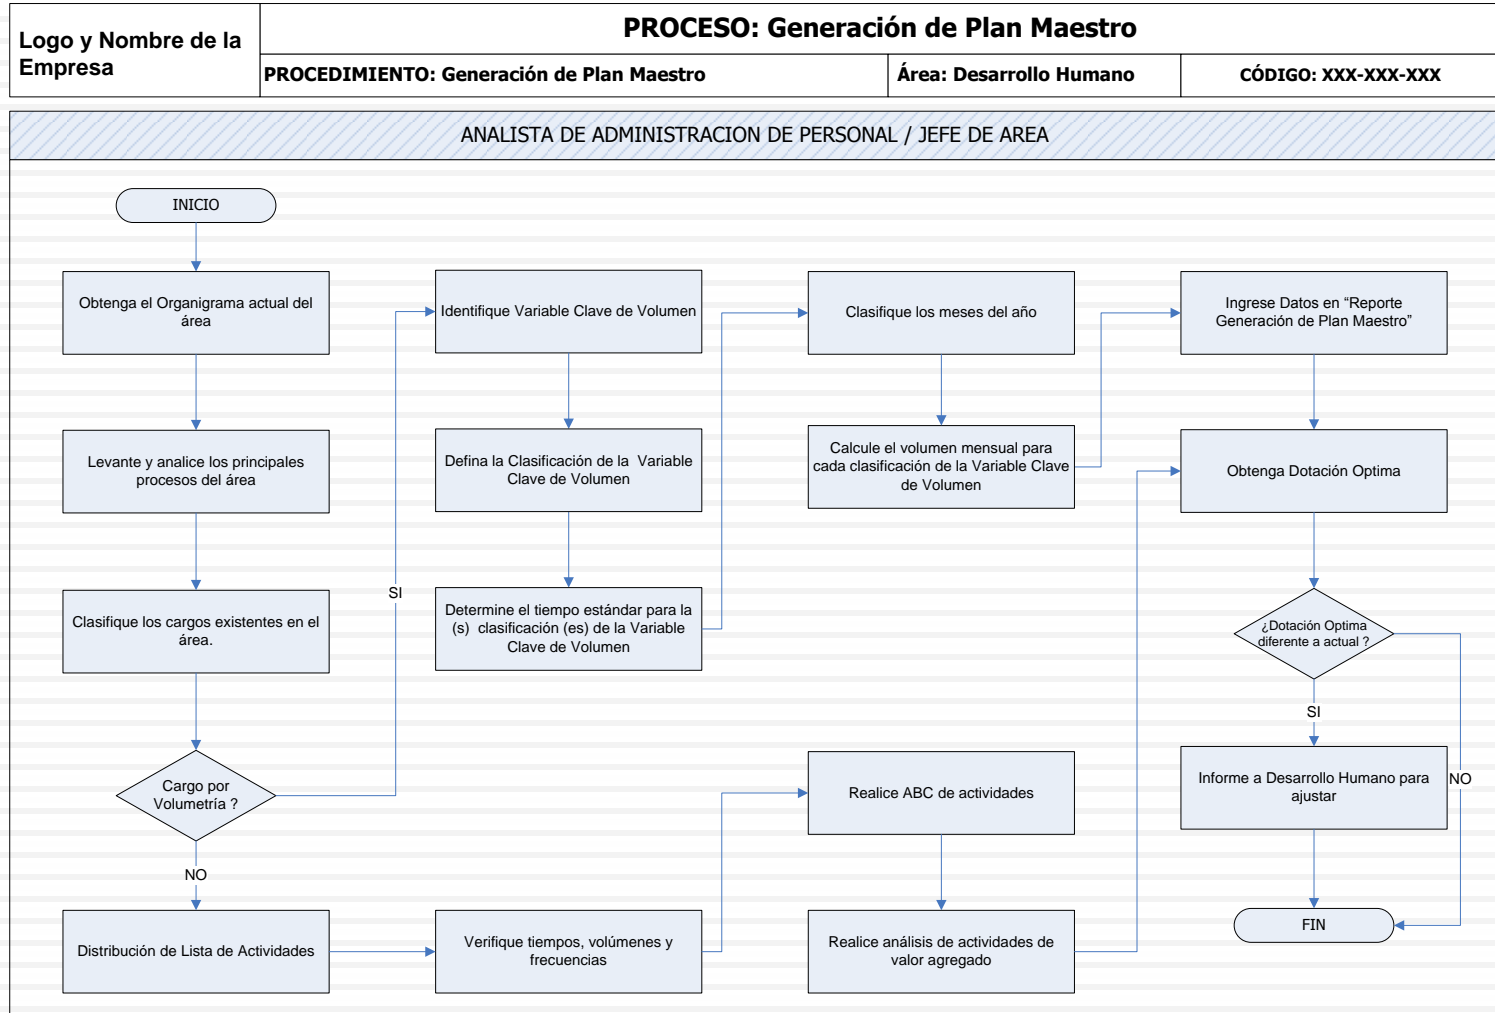 Logo y Nombre de la
Empresa
PROCESO: Generación de Plan Maestro
PROCEDIMIENTO: Generación de Plan Maestro
Área: Desarrollo Humano
CÓDIGO: XXX-XXX-XXX
ANALISTA DE ADMINISTRACION DE PERSONAL / JEFE DE AREA
INICIO
Obtenga el Organigrama actual del
área
Levante y analice los principales
procesos del área
Clasifique los cargos existentes en el
área.
Cargo por
Volumetría ?
SI
NO
Identifique Variable Clave de Volumen
Defina la Clasificación de la Variable
Clave de Volumen
Determine el tiempo estándar para la
(s) clasificación (es) de la Variable
Clave de Volumen
Clasifique los meses del año
Calcule el volumen mensual para
cada clasificación de la Variable Clave
de Volumen
Ingrese Datos en “Reporte
Generación de Plan Maestro”
Distribución de Lista de Actividades
Verifique tiempos, volúmenes y
frecuencias
Realice ABC de actividades
Realice análisis de actividades de
valor agregado
Obtenga Dotación Optima
¿Dotación Optima
diferente a actual ?
SI
NO
Informe a Desarrollo Humano para
ajustar
FIN